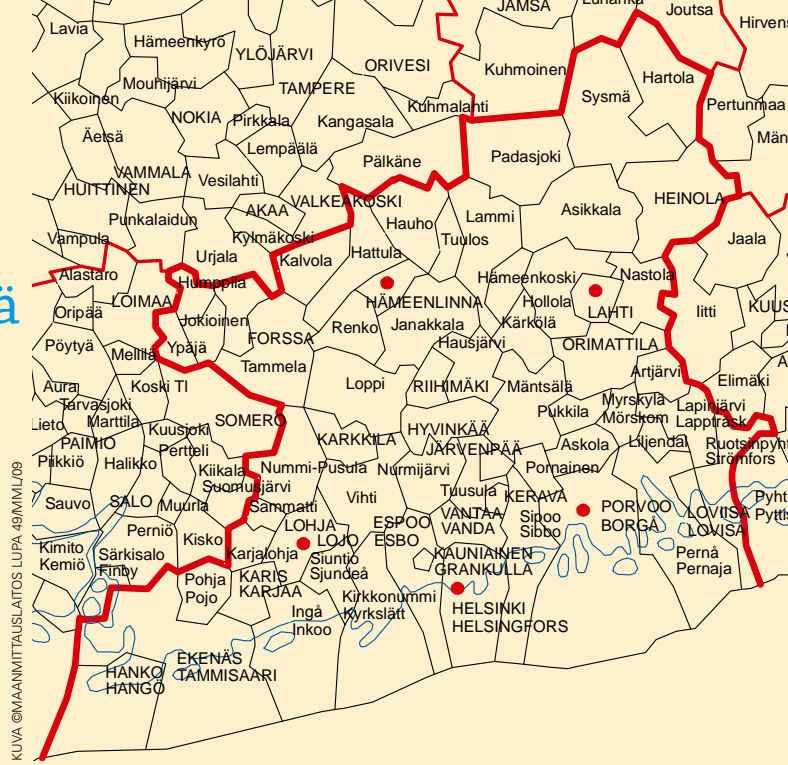 JÄMSÄ
Joutsa
Lavia
Hämeenkyrö
YLÖJÄRVI
ORIVESI
Kuhmoinen
Hartola
Mouhijärvi
TAMPERE
Sysmä
Kiikoinen
Kuhmalahti
Pertunmaa
NOKIA
Pirkkala
Kangasala
Äetsä
Lempäälä
Pälkäne
Padasjoki
VAMMALA
Vesilahti
HUITTINEN
VALKEAKOSKI
HEINOLA
AKAA
Asikkala
Punkalaidun
Hauho
Lammi
Vampula
Kylmäkoski
Tuulos
Jaala
Urjala
Kalvola
Hattula
Alastaro
Humppila
Hämeenkoski
Nastola
ä
LOIMAA
HÄMEENLINNA
Hollola
Oripää
Jokioinen
Renko
Janakkala
Kärkölä
LAHTI
Iitti
Pöytyä
Mellilä
Ypäjä
FORSSA
Hausjärvi
ORIMATTILA
Tammela
Artjärvi
Aura
Koski Tl
Loppi
RIIHIMÄKI
Mäntsälä
Elimäki
Tarvasjoki
Myrskylä
Mörskom
Lapinjärvi
Lappträsk
Lieto
Marttila
Kuusjoki
SOMERO
Pukkila
PAIMIO
KARKKILA
HYVINKÄÄ
Liljendal
Pertteli
JÄRVENPÄÄ
Askola
Piikkiö
Halikko
Kiikala
Nummi-Pusula
Nurmijärvi
Pornainen
Strömfors
Suomusjärvi
Sauvo
SALO
Muurla
Sammatti
Vihti
Tuusula
KERAVA
PORVOO
BORGÅ
LOVIISA
LOVISA
Perniö
LOHJA
LOJO
ESPOO
ESBO
VANTAA
VANDA
Sipoo
Sibbo
Kimito
Kemiö
Särkisalo
Finby
Kisko
Karjalohja
Siuntio
Sjundeå
KAUNIAINEN
GRANKULLA
Pernå
Pernaja
Pohja
Pojo
KARIS
KARJAA
Ingå
Inkoo
Kirkkonummi
Kyrkslätt
HELSINKI
HELSINGFORS
HANKO
HANGÖ
EKENÄS
TAMMISAARI
KUVA ©MAANMITTAUSLAITOS LUPA 49/MML/09